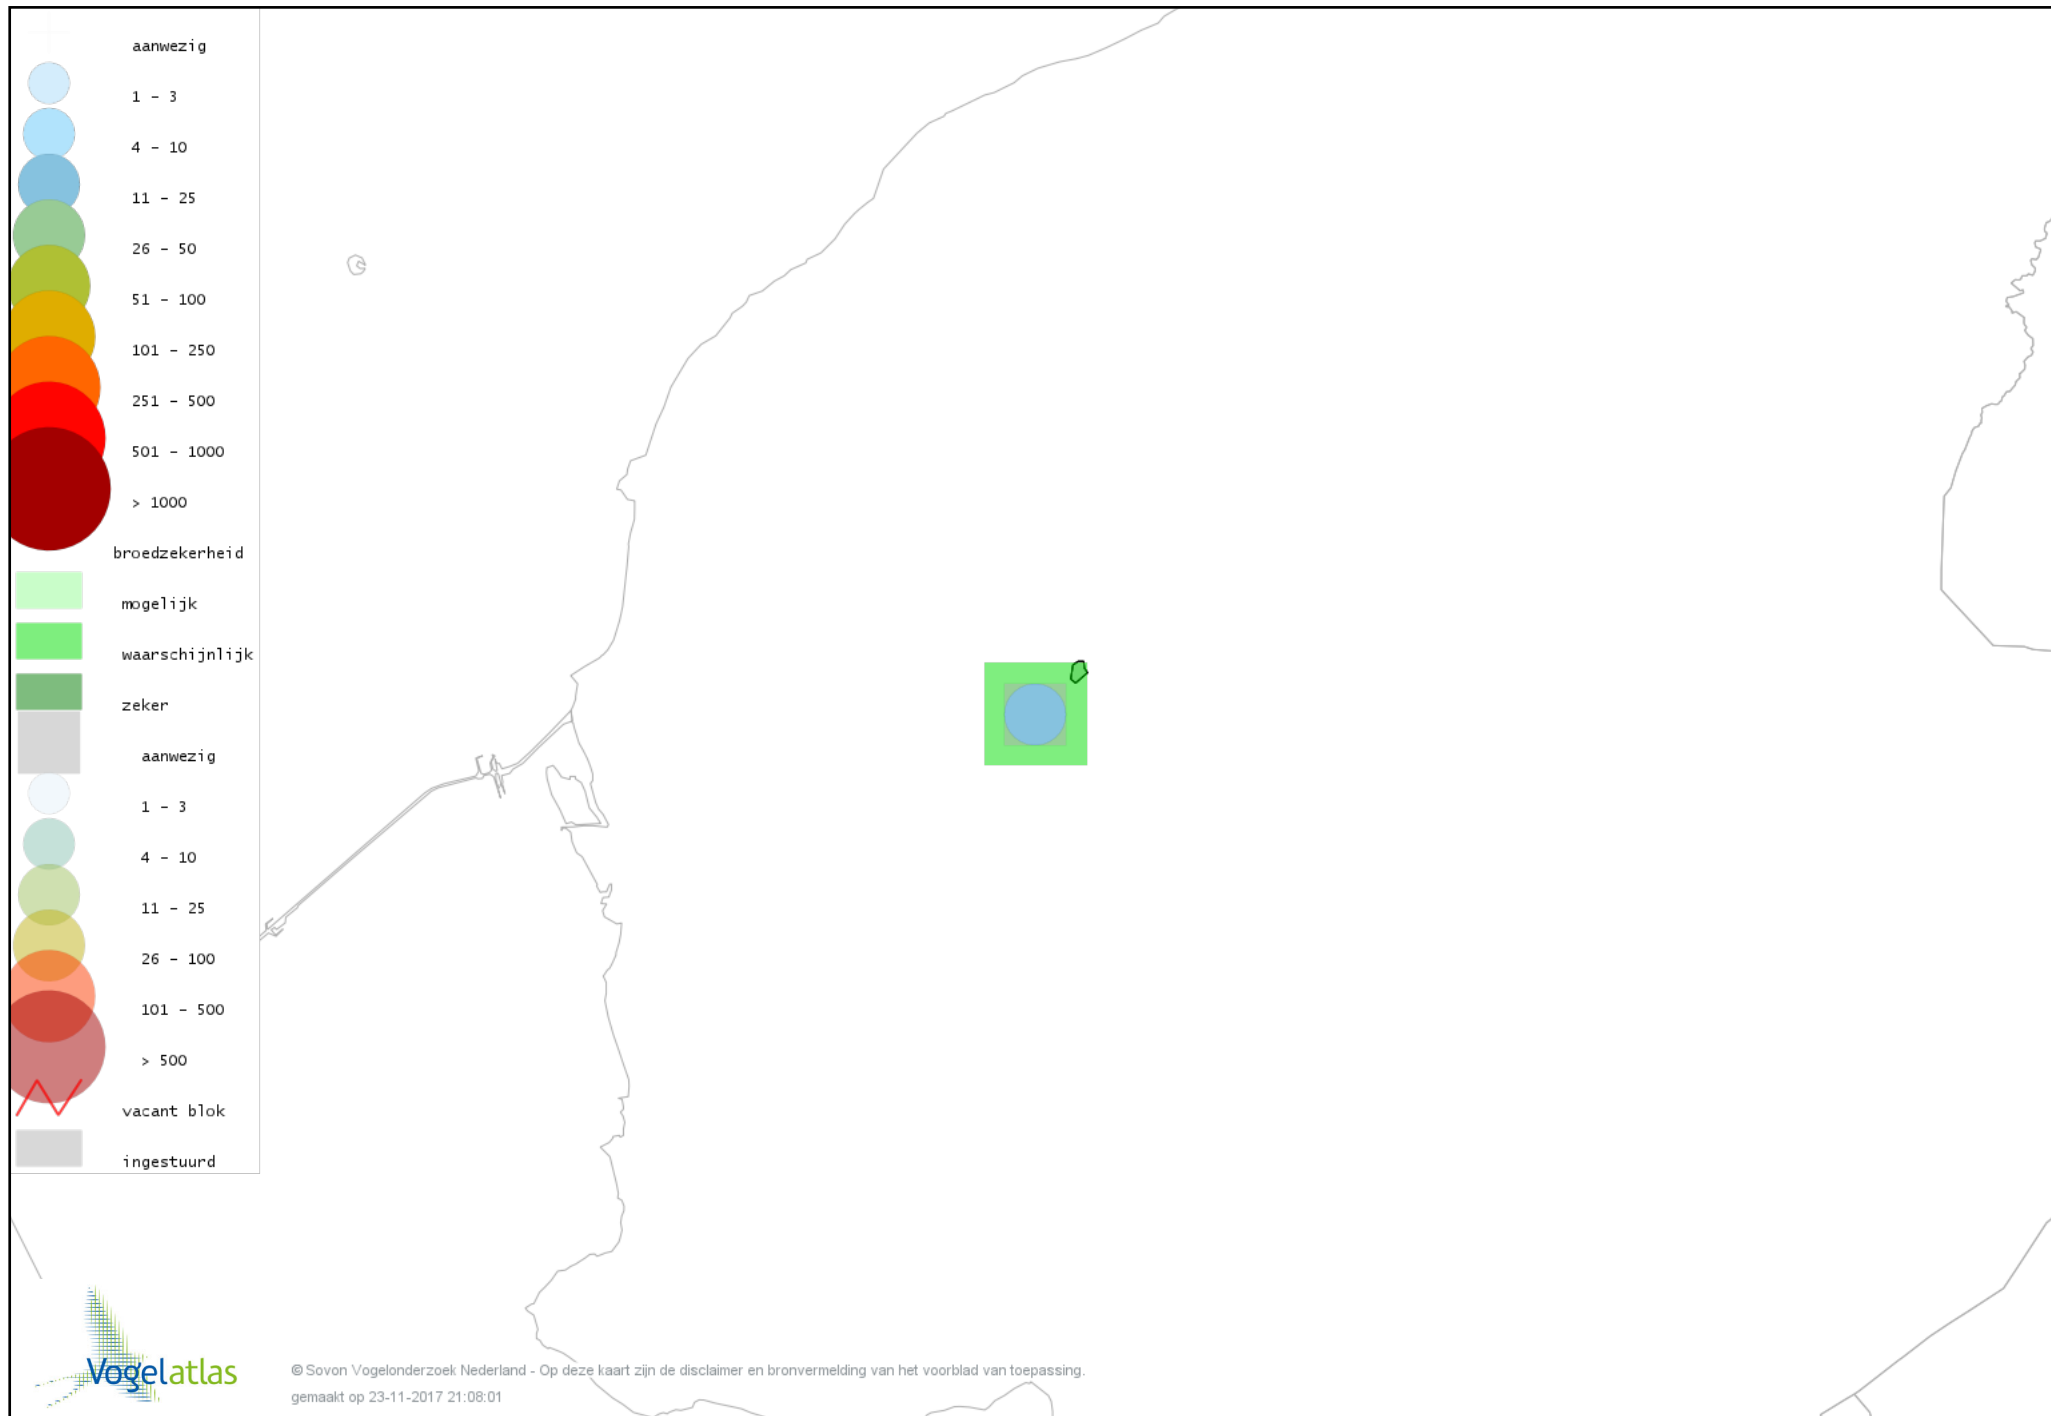 aanwezig
1 - 3
4 - 10
11 - 25
26 - 50
51 - 100
101 - 250
251 - 500
501 - 1000
> 1000
broedzekerheid
mogelijk
waarschijnlijk
zeker
aanwezig
1 - 3
4 - 10
11 - 25
26 - 100
101 - 500
> 500
vacant blok
ingestuurd
Vogelatlas
© Sovon Vogelonderzoek Nederland - Op deze kaart zijn de disclaimer en bronvermelding van het voorblad van toepassing.
gemaakt op 23-11-2017 21:08:01